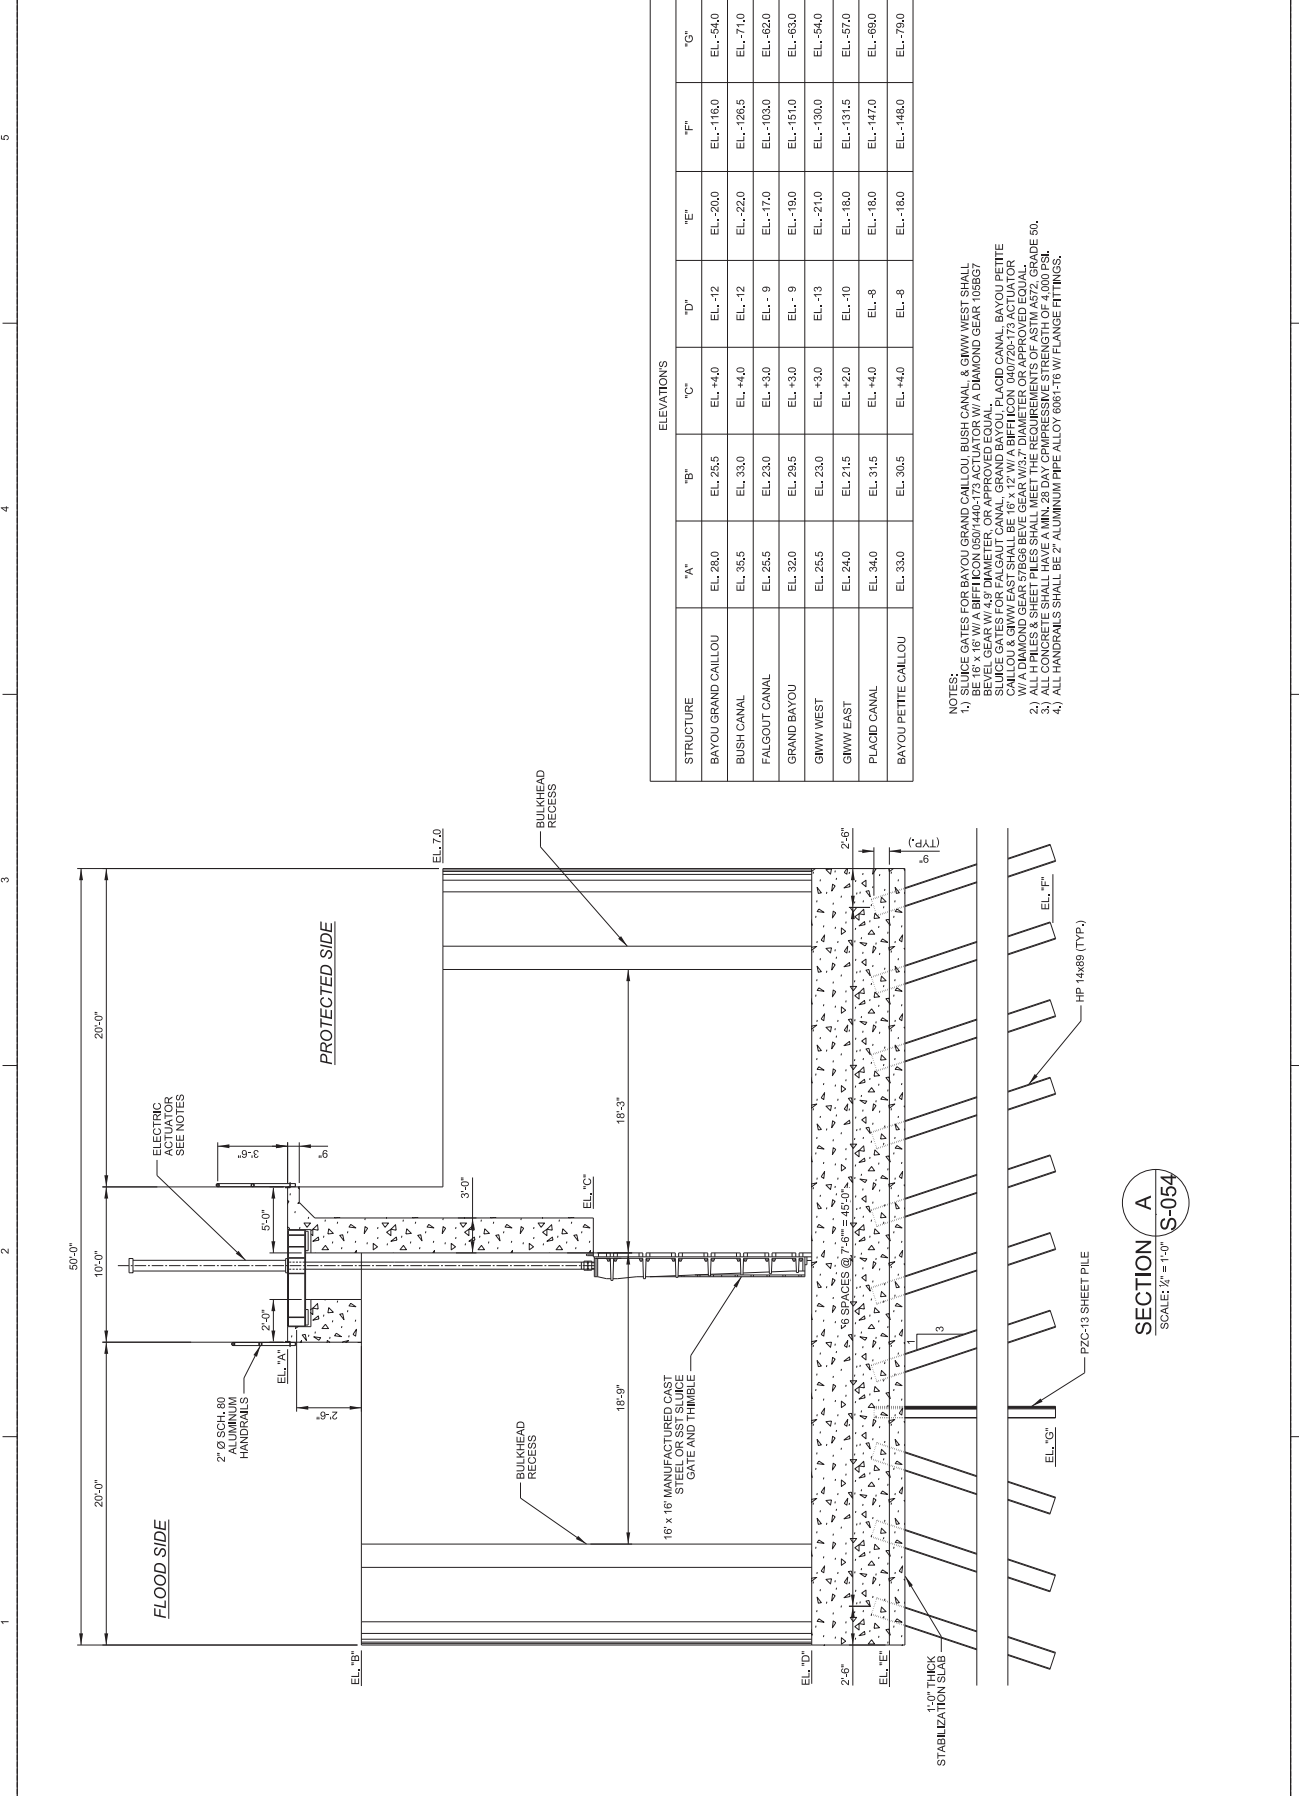 1
2
3
4
5
50'-0"
20'-0"
10'-0"
20'-0"
FLOOD SIDE
PROTECTED SIDE
ELECTRIC
ACTUATOR
SEE NOTES
2" Ø SCH. 80
ALUMINUM
HANDRAILS
3'-6"
9"
2'-0"
5'-0"
EL. "A"
2'-6"
EL. "B"
EL. 7.0
3'-0"
EL. "C"
BULKHEAD
RECESS
BULKHEAD
RECESS
18'-9"
18'-3"
16' x 16' MANUFACTURED CAST
STEEL OR SST SLUICE
GATE AND THIMBLE
EL. "D"
2'-6"
6 SPACES @ 7'-6"" = 45'-0"
2'-6"
EL. "E"
9"
(TYP.)
1'-0" THICK
STABILIZATION SLAB
1
3
EL. "G"
EL. "F"
PZC-13 SHEET PILE
HP 14x89 (TYP.)
SECTION A
S-054
SCALE: ¼" = 1'-0"
ELEVATION'S
STRUCTURE "A" "B" "C" "D" "E" "F" "G"
BAYOU GRAND CAILLOU EL. 28.0 EL. 25.5 EL. +4.0 EL. -12 EL. -20.0 EL. -116.0 EL. -54.0
BUSH CANAL EL. 35.5 EL. 33.0 EL. +4.0 EL. -12 EL. -22.0 EL. -126.5 EL. -71.0
FALGOUT CANAL EL. 25.5 EL. 23.0 EL. +3.0 EL. - 9 EL. -17.0 EL. -103.0 EL. -62.0
GRAND BAYOU EL. 32.0 EL. 29.5 EL. +3.0 EL. - 9 EL. -19.0 EL. -151.0 EL. -63.0
GIWW WEST EL. 25.5 EL. 23.0 EL. +3.0 EL. -13 EL. -21.0 EL. -130.0 EL. -54.0
GIWW EAST EL. 24.0 EL. 21.5 EL. +2.0 EL. -10 EL. -18.0 EL. -131.5 EL. -57.0
PLACID CANAL EL. 34.0 EL. 31.5 EL. +4.0 EL. -8 EL. -18.0 EL. -147.0 EL. -69.0
BAYOU PETITE CAILLOU EL. 33.0 EL. 30.5 EL. +4.0 EL. -8 EL. -18.0 EL. -148.0 EL. -79.0
NOTES:
1.) SLUICE GATES FOR BAYOU GRAND CAILLOU, BUSH CANAL, & GIWW WEST SHALL
BE 16' x 16' W/ A BIFFI ICON 050/1440-173 ACTUATOR W/ A DIAMOND GEAR 105BG7
BEVEL GEAR W/ 4.9' DIAMETER, OR APPROVED EQUAL.
SLUICE GATES FOR FALGAUT CANAL, GRAND BAYOU, PLACID CANAL, BAYOU PETITE
CAILLOU & GIWW EAST SHALL BE 16' x 12' W/ A BIFFI ICON 040/720-173 ACTUATOR
W/ A DIAMOND GEAR 57BG6 BEVE GEAR W/3.7' DIAMETER OR APPROVED EQUAL.
2.) ALL H PILES & SHEET PILES SHALL MEET THE REQUIREMENTS OF ASTM A572, GRADE 50.
3.) ALL CONCRETE SHALL HAVE A MIN. 28 DAY CPMPRESSIVE STRENGTH OF 4,000 PSI.
4.) ALL HANDRAILS SHALL BE 2" ALUMINUM PIPE ALLOY 6061-T6 W/ FLANGE FITTINGS.